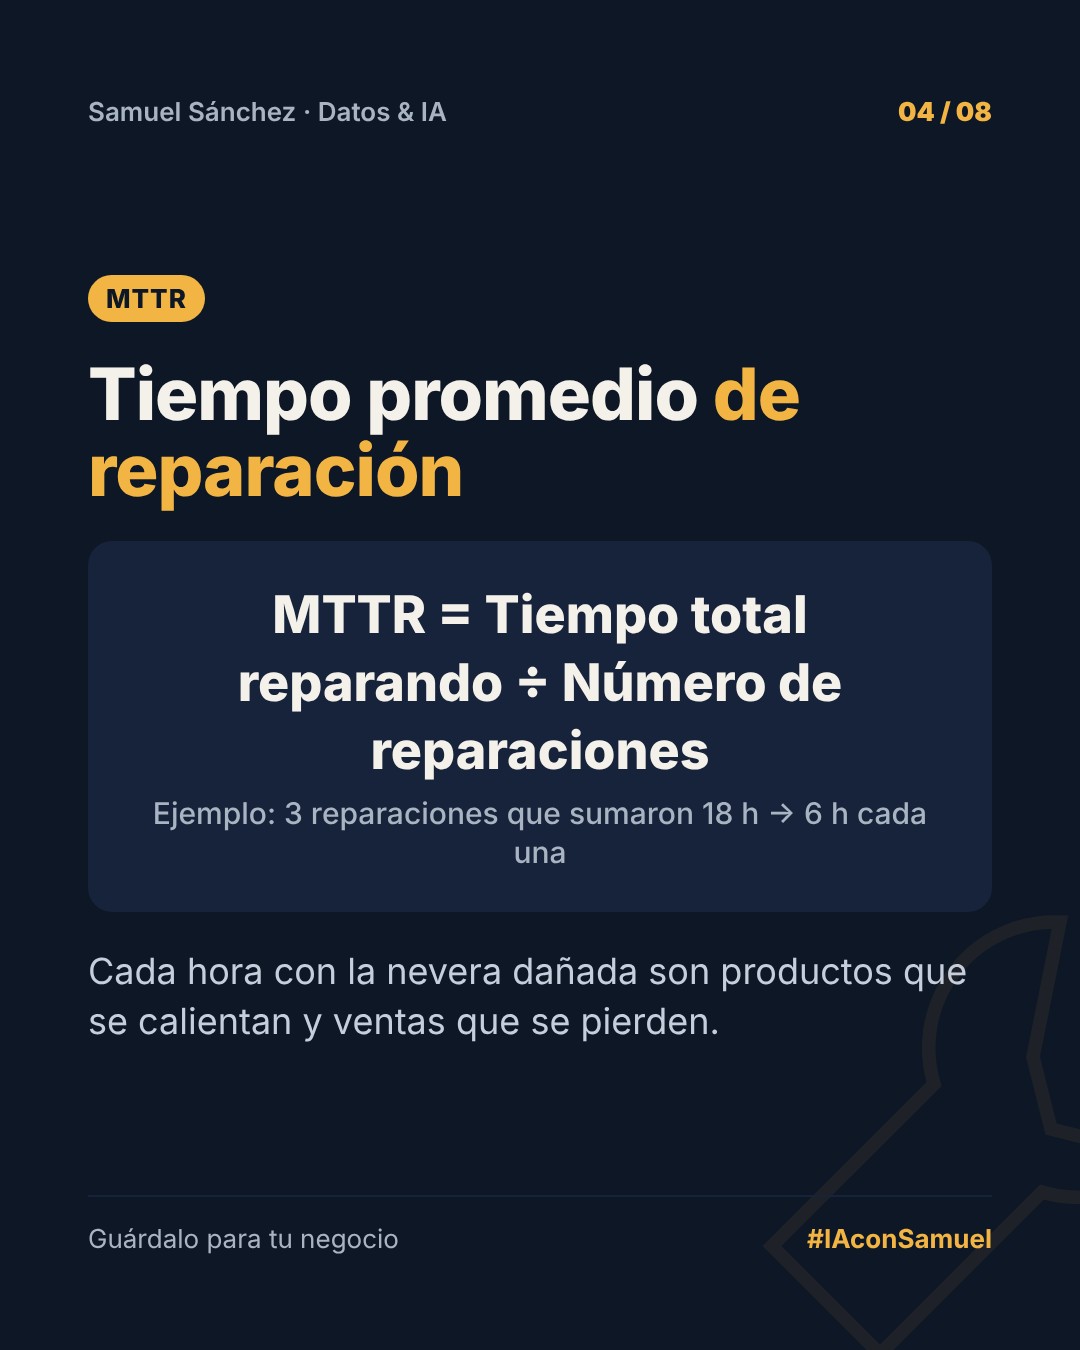 Samuel Sánchez · Datos & IA
04 / 08
MTTR
Tiempo promedio de
reparación
MTTR = Tiempo total
reparando ÷ Número de
reparaciones
Ejemplo: 3 reparaciones que sumaron 18 h → 6 h cada
una
Cada hora con la nevera dañada son productos que
se calientan y ventas que se pierden.
Guárdalo para tu negocio
#IAconSamuel